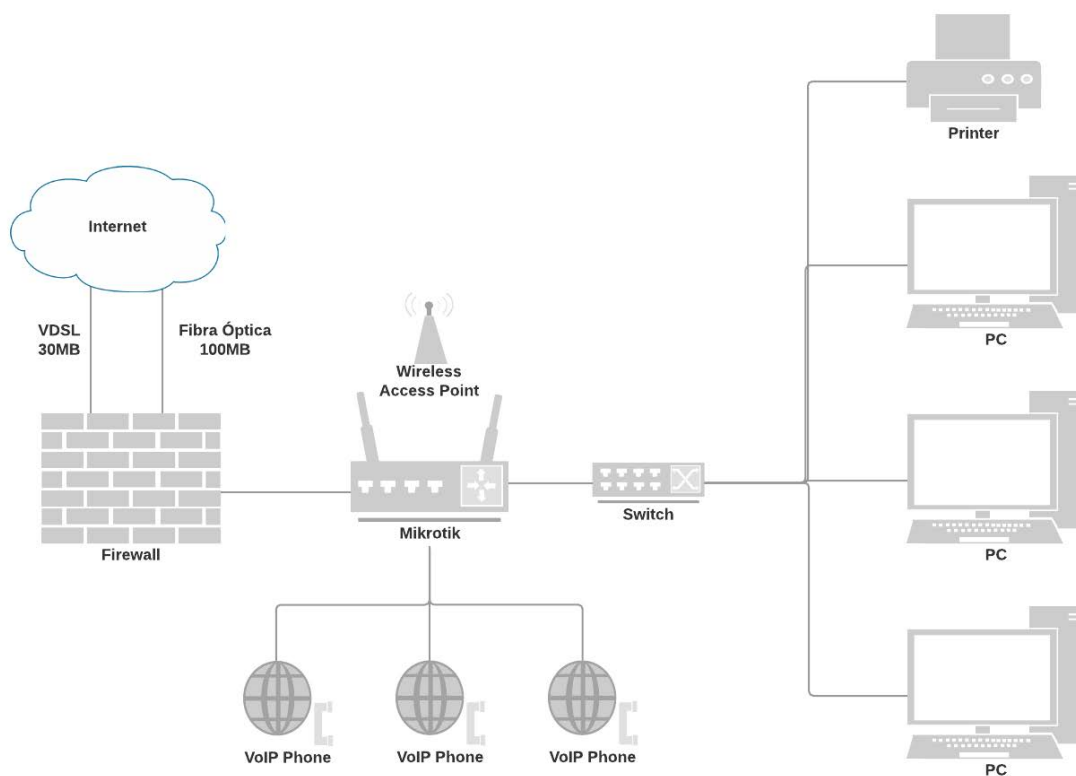 Printer
Internet
VDSL
30MB
Fibra Óptica
100MB
PC
Wireless
Access Point
Switch
Mikrotik
Firewall
PC
VoIP Phone
VoIP Phone
VoIP Phone
PC